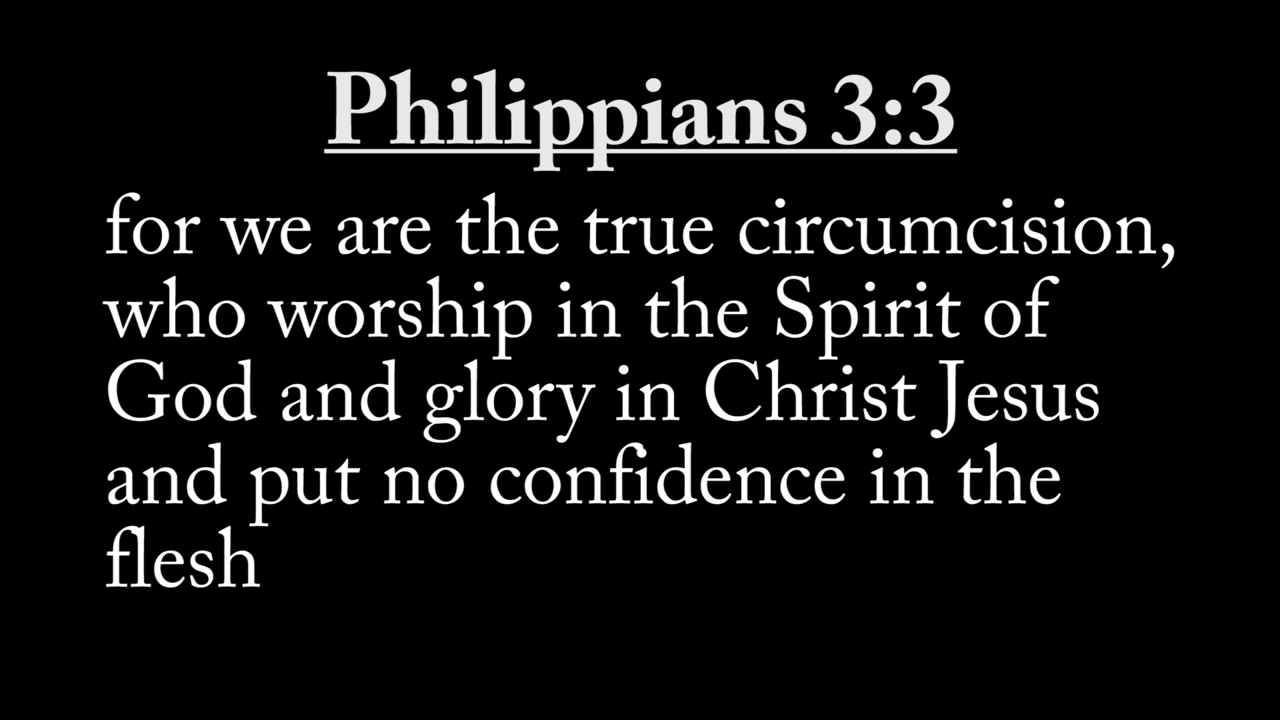 Philippians 3:3
for we are the true circumcision,
who worship in the Spirit of
God and glory in Christ Jesus
and put no confidence in the
flesh